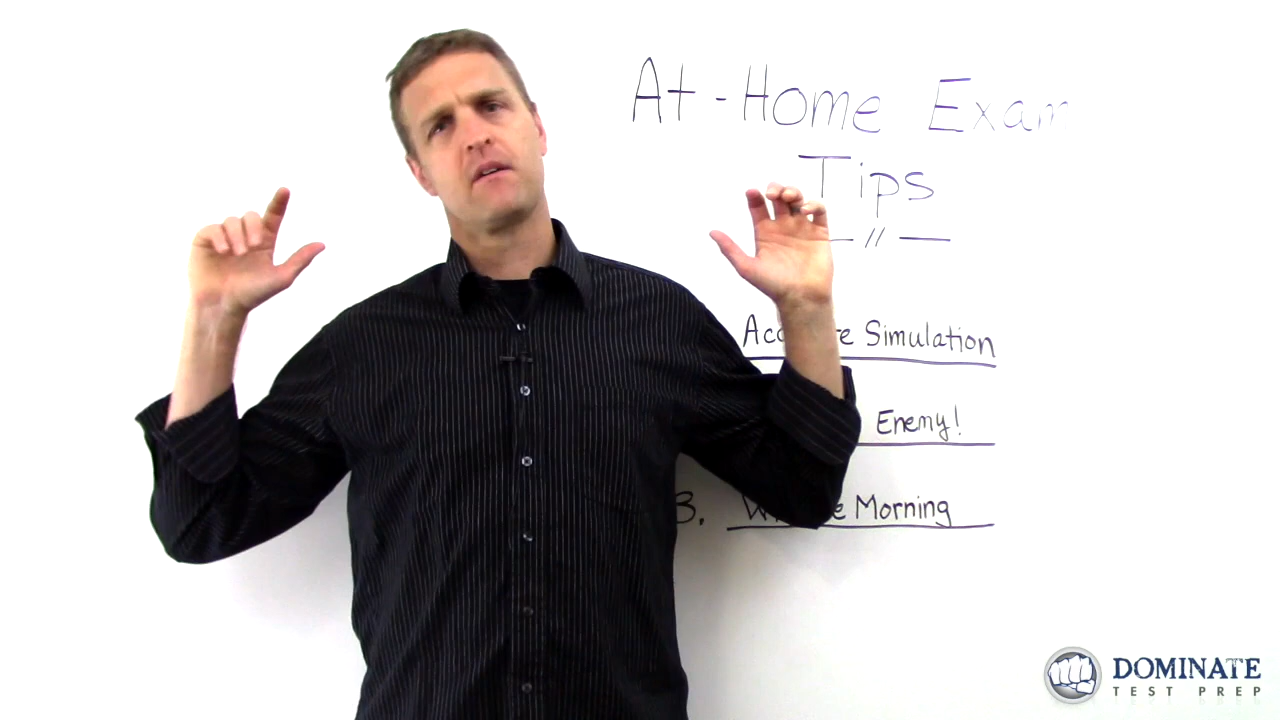 At-Home Exam
Tips
Simulation
Enemy!
3. Morning
DOMINATE
TEST PREP